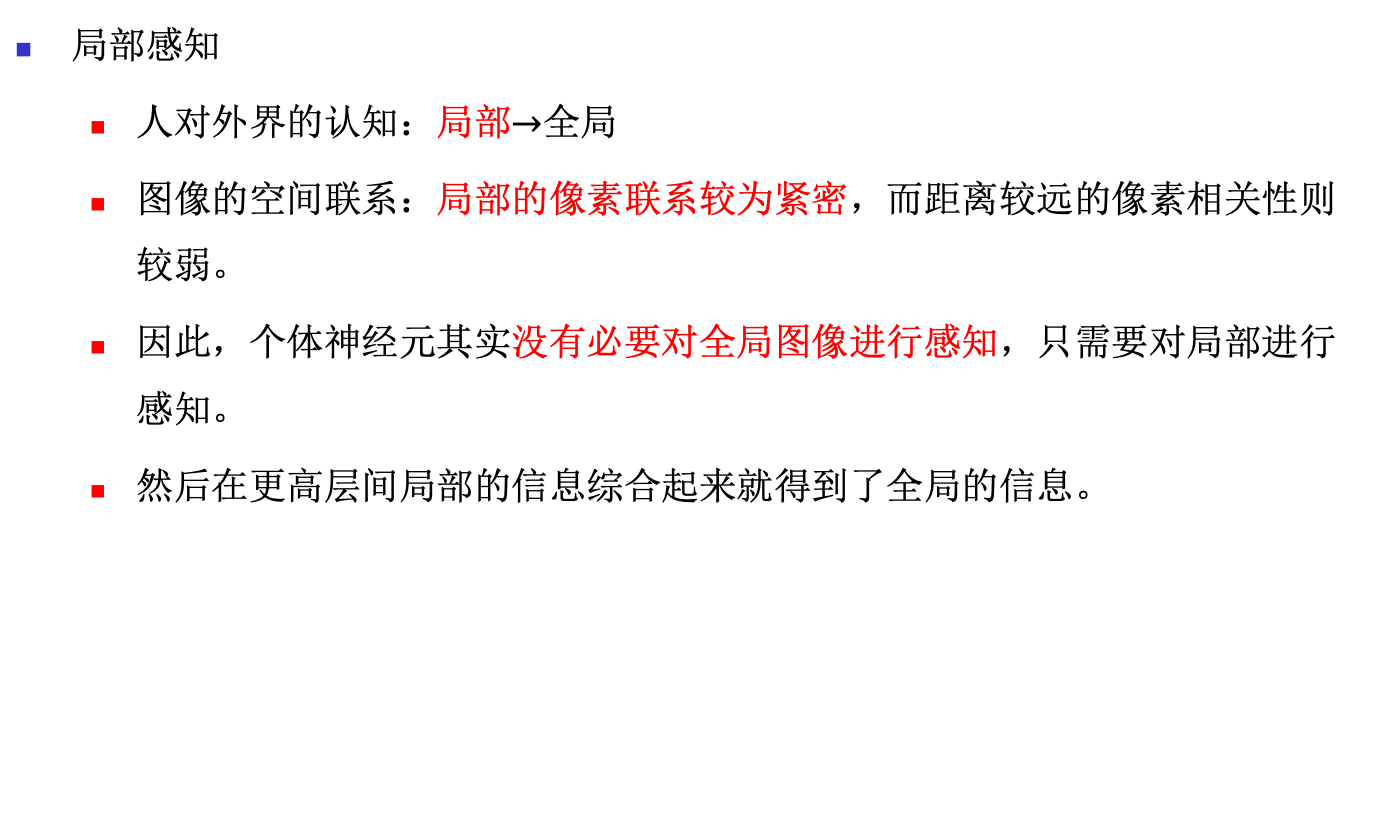 局部感知
人对外界的认知：局部→全局
图像的空间联系：局部的像素联系较为紧密，而距离较远的像素相关性则
较弱。
因此，个体神经元其实没有必要对全局图像进行感知，只需要对局部进行
感知。
然后在更高层间局部的信息综合起来就得到了全局的信息。